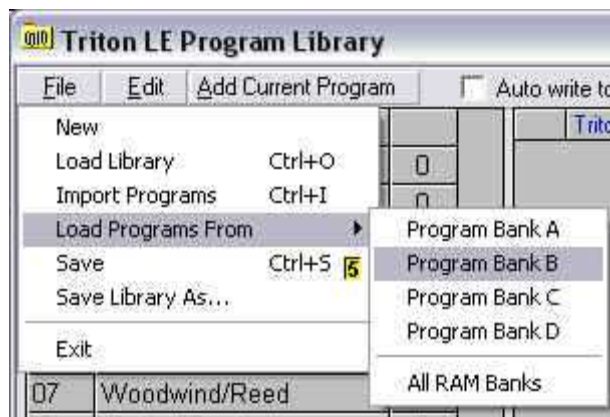 Triton LE Program Library
File Edit Add Current Program Auto write to
New
Load Library Ctrl+O 0
Import Programs Ctrl+I 0
Load Programs From Program Bank A
Save Ctrl+S 5 Program Bank B
Save Library As... Program Bank C
Program Bank D
Exit
All RAM Banks
07 Woodwind/Reed